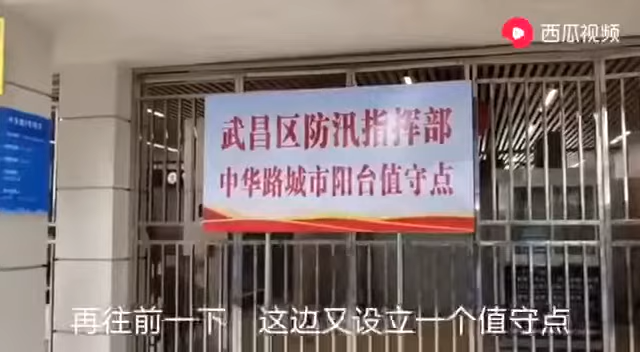 西瓜视频
武昌区防汛指挥部
中华路城市阳台值守点
再往前一下 这边又设立一个值守点